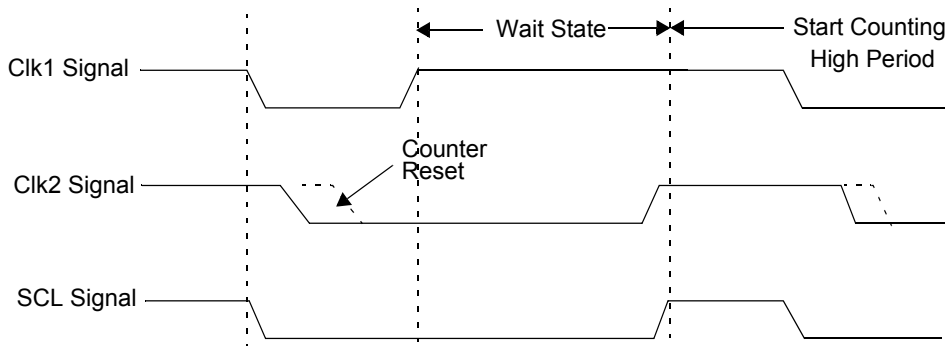 Wait State
Start Counting
High Period
Clk1 Signal
Counter
Reset
Clk2 Signal
SCL Signal